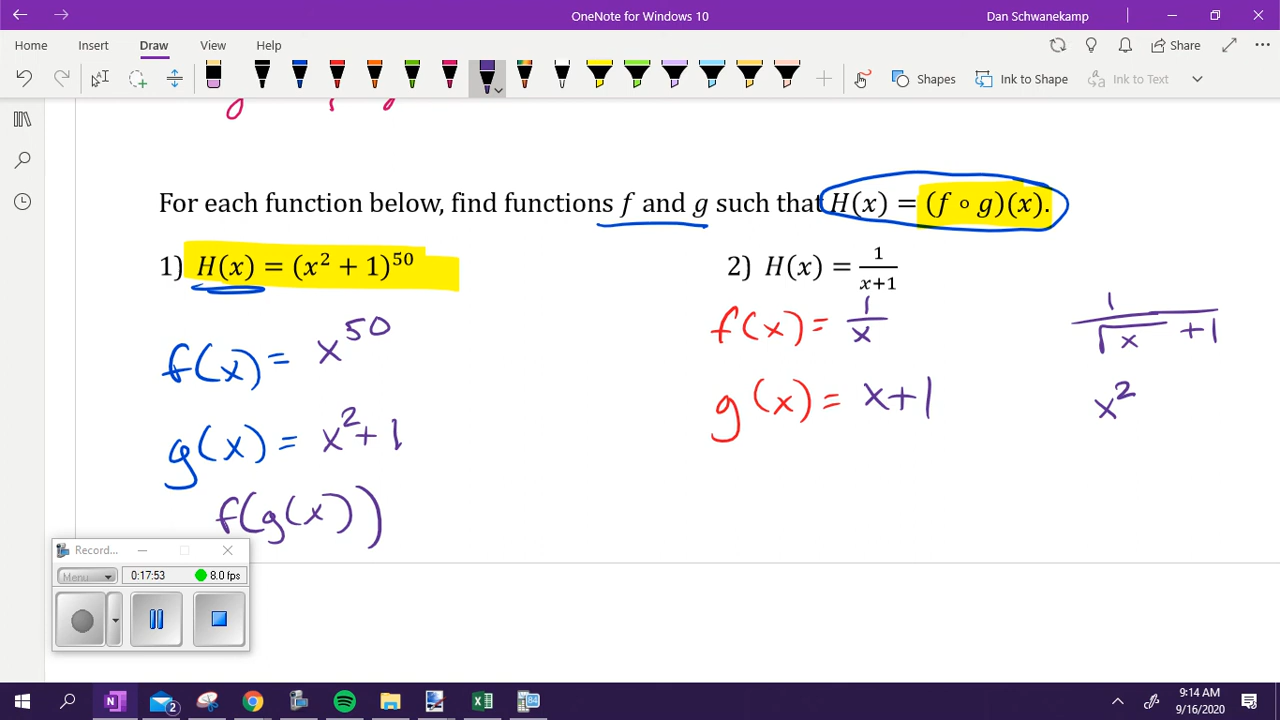 OneNote for Windows 10
Dan Schwanekamp
Home Insert Draw View Help
Share
Shapes Ink to Shape Ink to Text
For each function below, find functions f and g such that H(x) = (f ∘ g)(x).
1) H(x) = (x² + 1)⁵⁰
2) H(x) = 1/(x+1)
f(x) = x⁵⁰
g(x) = x² + 1
f(g(x))
f(x) = 1/x
g(x) = x+1
1/(√x + 1)
x²
Record...
Menu 0:17:53 8.0 fps
2
9:14 AM
9/16/2020